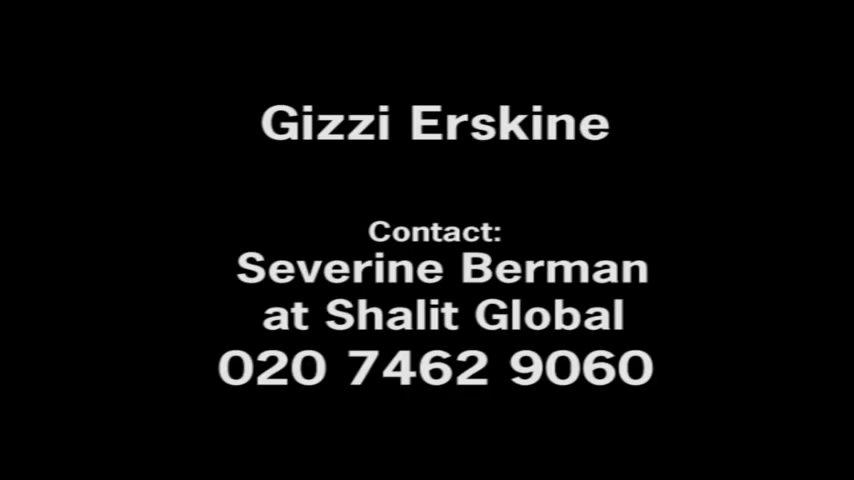 Gizzi Erskine
Contact:
Severine Berman
at Shalit Global
020 7462 9060